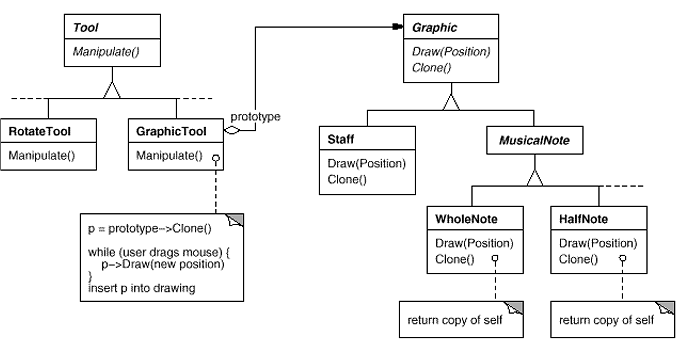 Tool
Manipulate()
Graphic
Draw(Position)
Clone()
prototype
RotateTool
Manipulate()
GraphicTool
Manipulate()
Staff
Draw(Position)
Clone()
MusicalNote
p = prototype->Clone()
while (user drags mouse) {
p->Draw(new position)
}
insert p into drawing
WholeNote
Draw(Position)
Clone()
HalfNote
Draw(Position)
Clone()
return copy of self
return copy of self